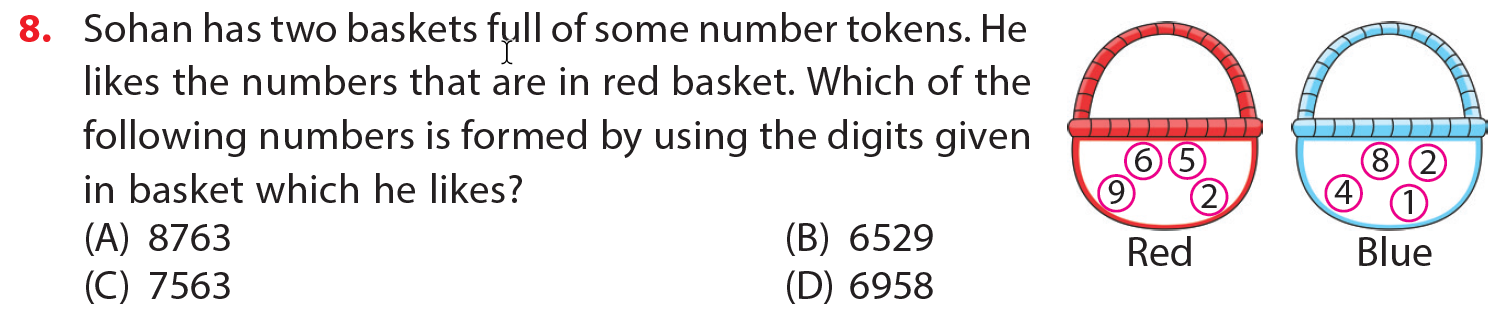 8. Sohan has two baskets full of some number tokens. He
likes the numbers that are in red basket. Which of the
following numbers is formed by using the digits given
in basket which he likes?
(A) 8763 (B) 6529
(C) 7563 (D) 6958
6 5
9 2
Red
8 2
4 1
Blue